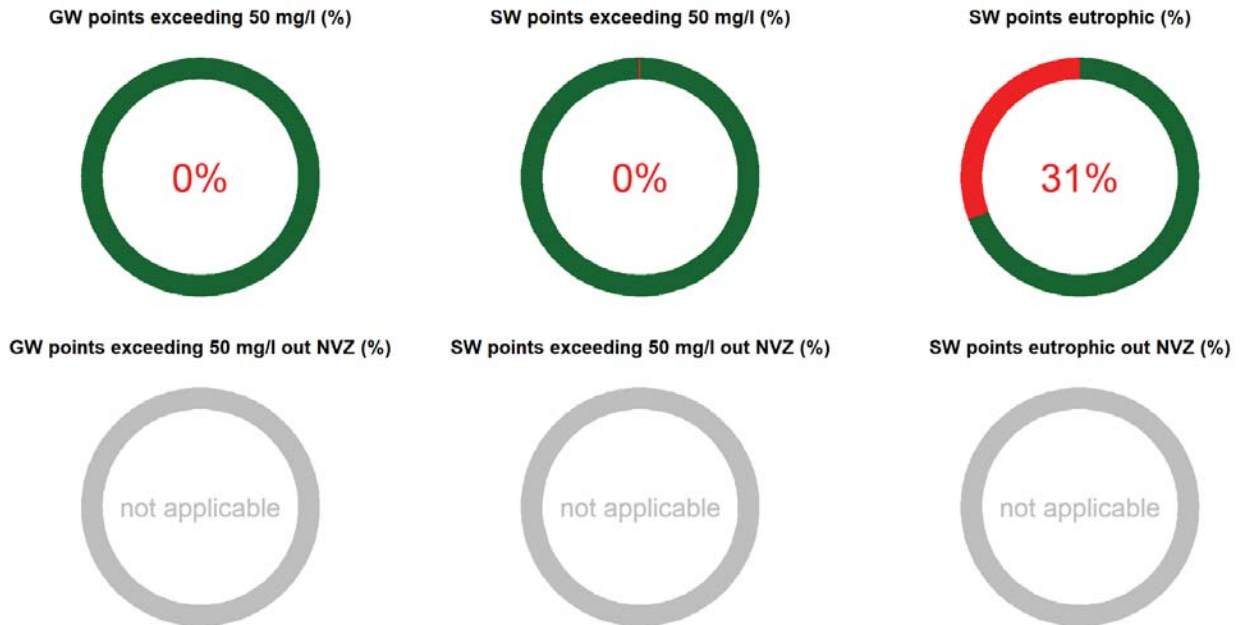 GW points exceeding 50 mg/l (%)
SW points exceeding 50 mg/l (%)
SW points eutrophic (%)
0%
0%
31%
GW points exceeding 50 mg/l out NVZ (%)
SW points exceeding 50 mg/l out NVZ (%)
SW points eutrophic out NVZ (%)
not applicable
not applicable
not applicable